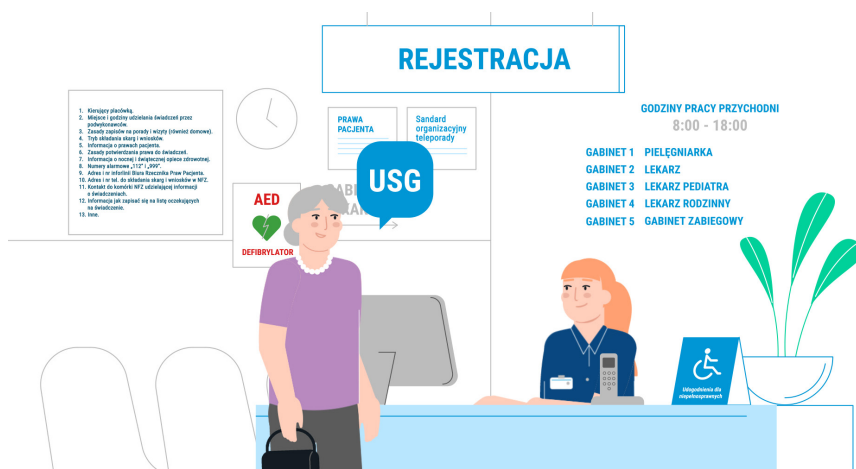 REJESTRACJA
1. Kierujący placówką.
2. Miejsce i godziny udzielania świadczeń przez
podwykonawców.
3. Zasady zapisów na porady i wizyty (również domowe).
4. Tryb składania skarg i wniosków.
5. Informacja o prawach pacjenta.
6. Zasady potwierdzania prawa do świadczeń.
7. Informacja o nocnej i świątecznej opiece zdrowotnej.
8. Numery alarmowe „112" i „999".
9. Adres i nr infolinii Biura Rzecznika Praw Pacjenta.
10. Adres i nr tel. do składania skarg i wniosków w NFZ.
11. Kontakt do komórki NFZ udzielającej informacji
o świadczeniach.
12. Informacja jak zapisać się na listę oczekujących
na świadczenie.
13. Inne.
PRAWA
PACJENTA
Sandard
organizacyjny
teleporady
USG
AED
DEFIBRYLATOR
GODZINY PRACY PRZYCHODNI
8:00 - 18:00
GABINET 1 PIELĘGNIARKA
GABINET 2 LEKARZ
GABINET 3 LEKARZ PEDIATRA
GABINET 4 LEKARZ RODZINNY
GABINET 5 GABINET ZABIEGOWY
Udogodnienia dla
niepełnosprawnych